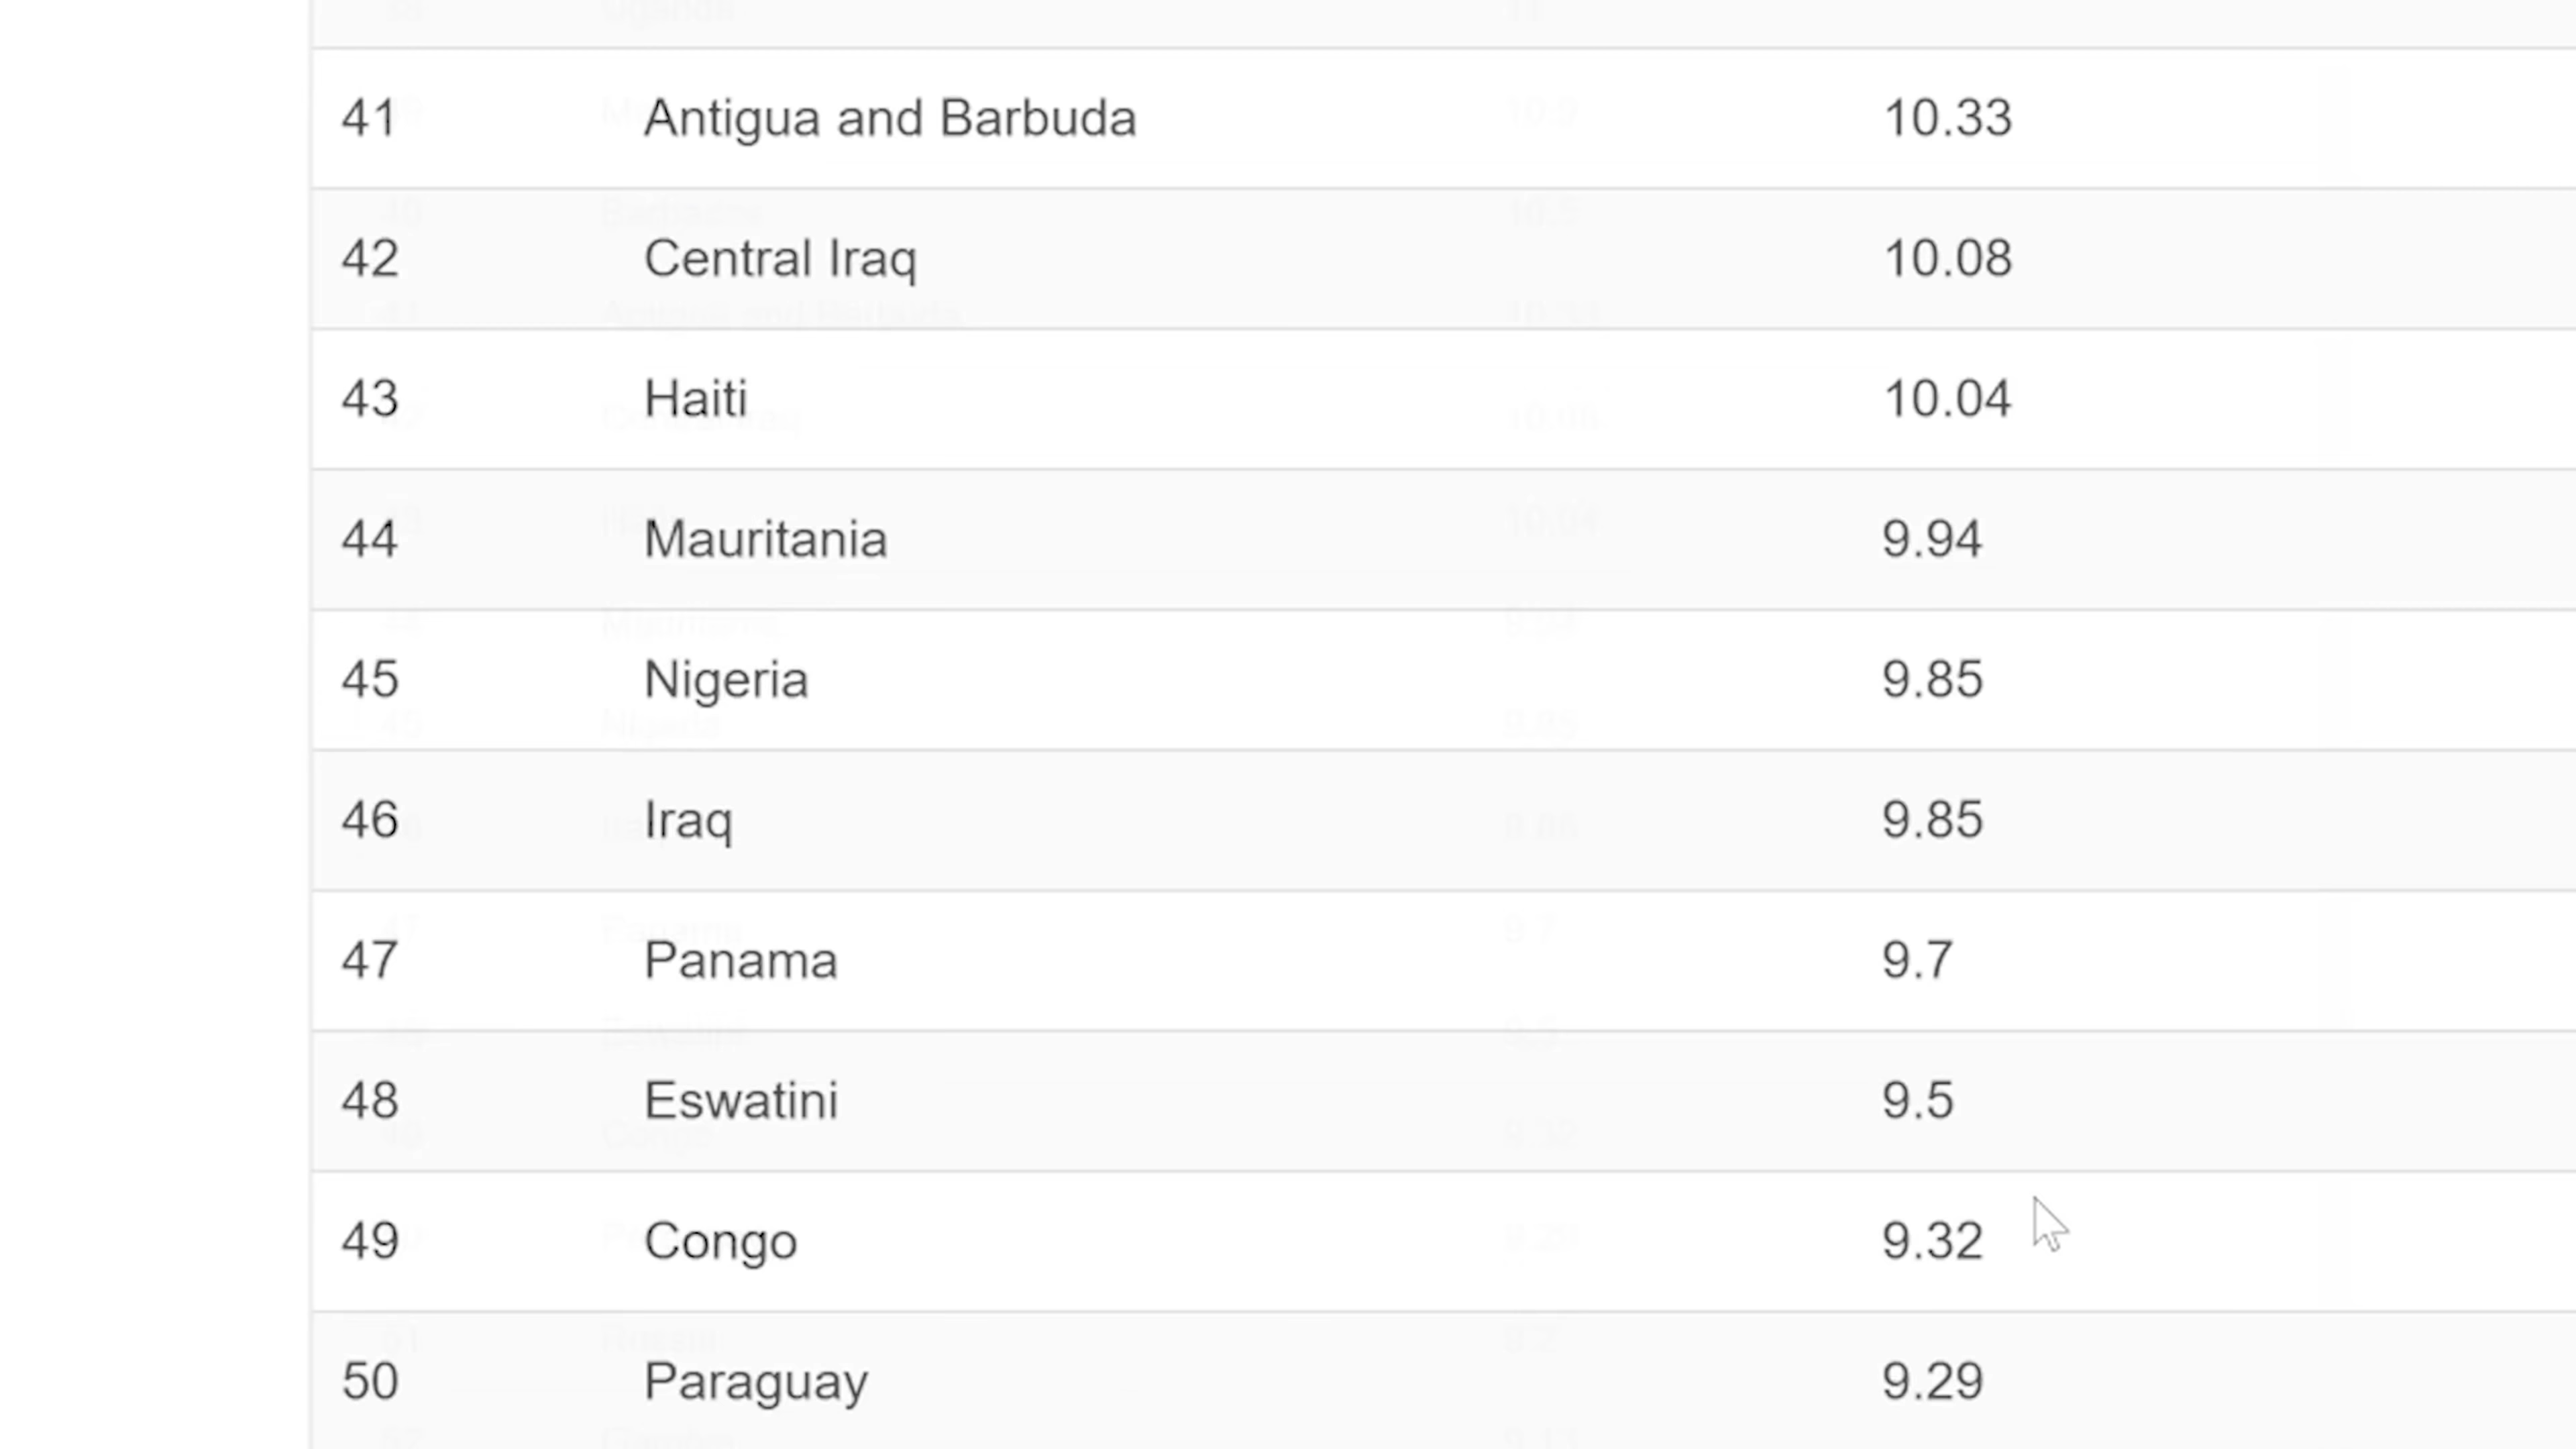 41 Antigua and Barbuda 10.33
42 Central Iraq 10.08
43 Haiti 10.04
44 Mauritania 9.94
45 Nigeria 9.85
46 Iraq 9.85
47 Panama 9.7
48 Eswatini 9.5
49 Congo 9.32
50 Paraguay 9.29